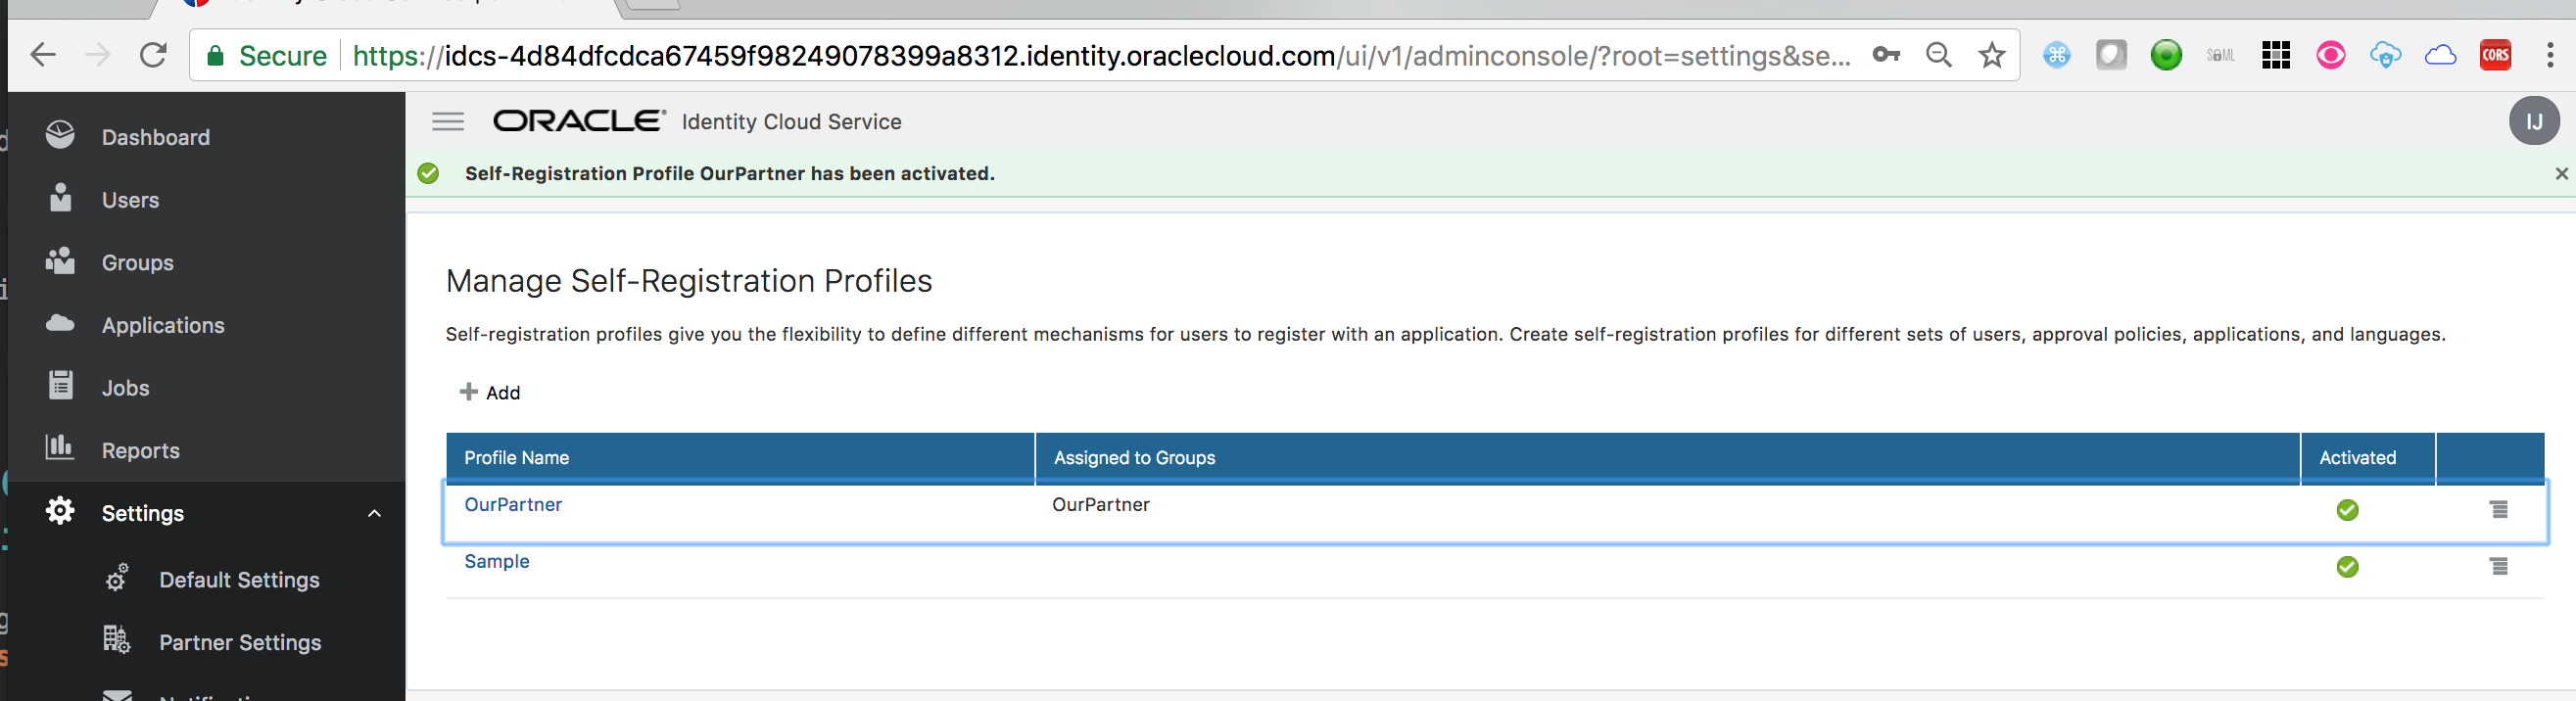 Secure
https://idcs-4d84dfcdca67459f98249078399a8312.identity.oraclecloud.com/ui/v1/adminconsole/?root=settings&se...
SAML
CORS
Dashboard
Users
Groups
Applications
Jobs
Reports
Settings
Default Settings
Partner Settings
ORACLE Identity Cloud Service
IJ
Self-Registration Profile OurPartner has been activated.
Manage Self-Registration Profiles
Self-registration profiles give you the flexibility to define different mechanisms for users to register with an application. Create self-registration profiles for different sets of users, approval policies, applications, and languages.
Add
Profile Name Assigned to Groups Activated
OurPartner OurPartner
Sample